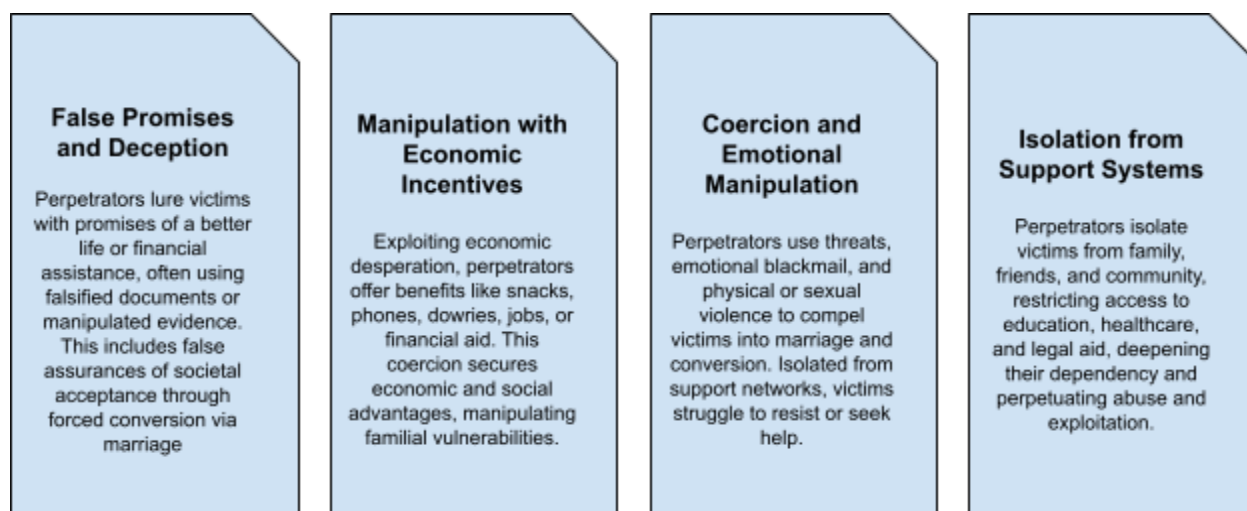 False Promises
and Deception
Perpetrators lure victims
with promises of a better
life or financial
assistance, often using
falsified documents or
manipulated evidence.
This includes false
assurances of societal
acceptance through
forced conversion via
marriage
Manipulation with
Economic
Incentives
Exploiting economic
desperation, perpetrators
offer benefits like snacks,
phones, dowries, jobs, or
financial aid. This
coercion secures
economic and social
advantages, manipulating
familial vulnerabilities.
Coercion and
Emotional
Manipulation
Perpetrators use threats,
emotional blackmail, and
physical or sexual
violence to compel
victims into marriage and
conversion. Isolated from
support networks, victims
struggle to resist or seek
help.
Isolation from
Support Systems
Perpetrators isolate
victims from family,
friends, and community,
restricting access to
education, healthcare,
and legal aid, deepening
their dependency and
perpetuating abuse and
exploitation.